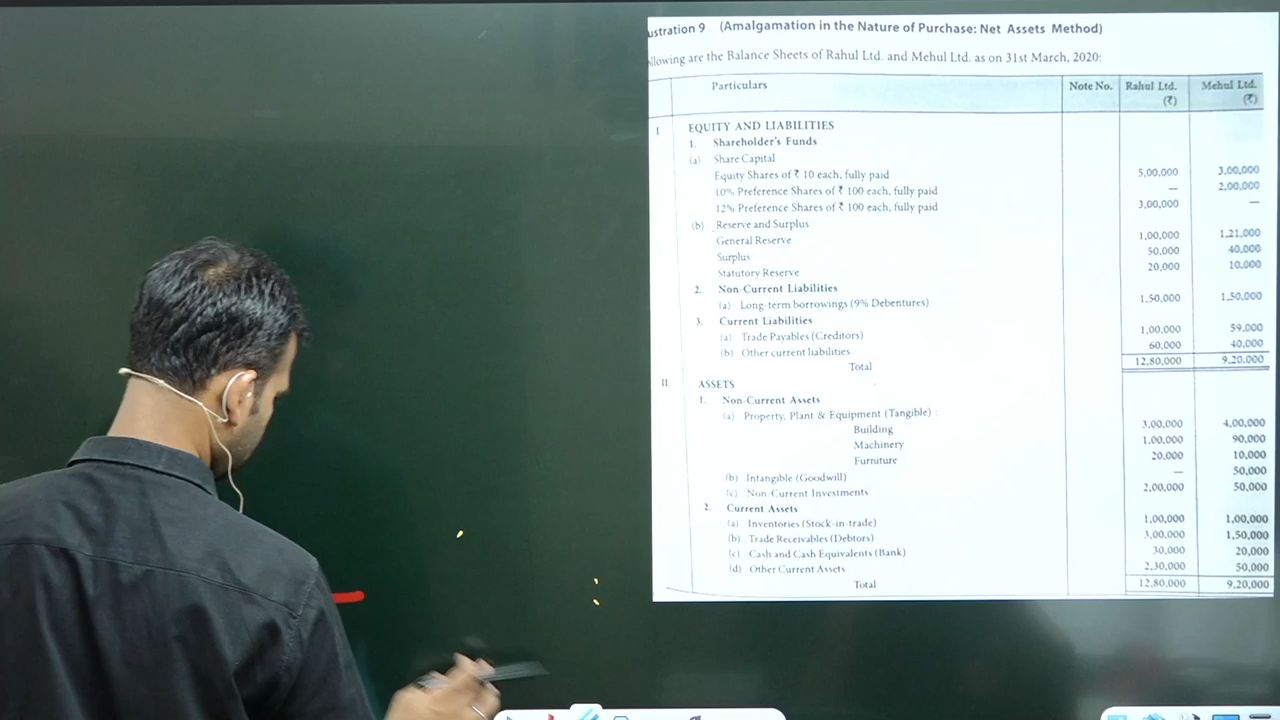 ustration 9 (Amalgamation in the Nature of Purchase: Net Assets Method)
llowing are the Balance Sheets of Rahul Ltd. and Mehul Ltd. as on 31st March, 2020:
Particulars Note No. Rahul Ltd. (₹) Mehul Ltd. (₹)
I EQUITY AND LIABILITIES
1. Shareholder's Funds
(a) Share Capital
Equity Shares of ₹ 10 each, fully paid 5,00,000 3,00,000
10% Preference Shares of ₹ 100 each, fully paid — 2,00,000
12% Preference Shares of ₹ 100 each, fully paid 3,00,000 —
(b) Reserve and Surplus
General Reserve 1,00,000 1,21,000
Surplus 50,000 40,000
Statutory Reserve 20,000 10,000
2. Non-Current Liabilities
(a) Long-term borrowings (9% Debentures) 1,50,000 1,50,000
3. Current Liabilities
(a) Trade Payables (Creditors) 1,00,000 59,000
(b) Other current liabilities 60,000 40,000
Total 12,80,000 9,20,000
II. ASSETS
1. Non-Current Assets
(a) Property, Plant & Equipment (Tangible) :
Building 3,00,000 4,00,000
Machinery 1,00,000 90,000
Furniture 20,000 10,000
(b) Intangible (Goodwill) — 50,000
(c) Non-Current Investments 2,00,000 50,000
2. Current Assets
(a) Inventories (Stock-in-trade) 1,00,000 1,00,000
(b) Trade Receivables (Debtors) 3,00,000 1,50,000
(c) Cash and Cash Equivalents (Bank) 30,000 20,000
(d) Other Current Assets 2,30,000 50,000
Total 12,80,000 9,20,000